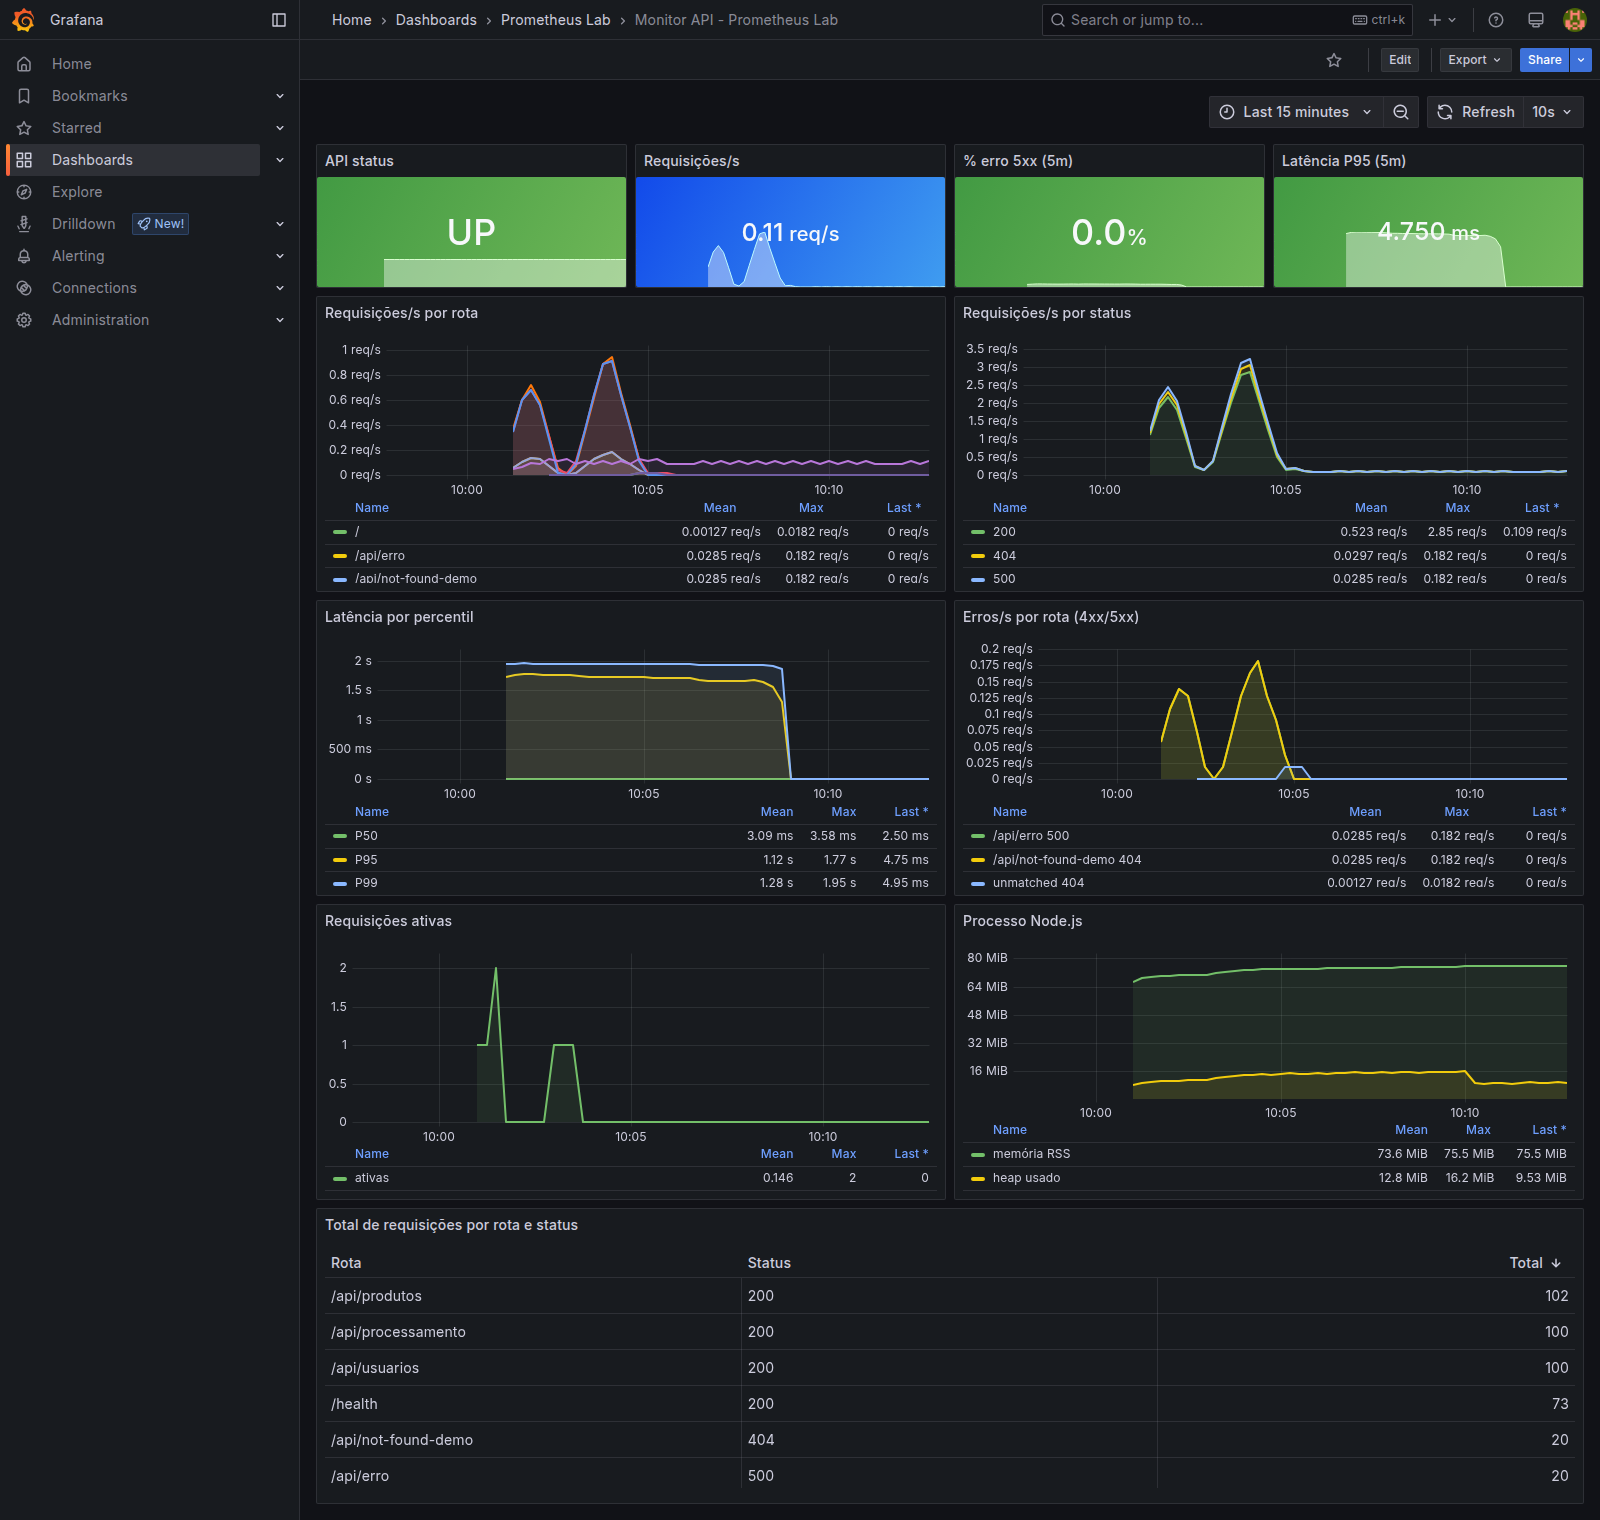 Grafana
Home › Dashboards › Prometheus Lab › Monitor API - Prometheus Lab
Search or jump to...
ctrl+k
Home
Bookmarks
Starred
Dashboards
Explore
Drilldown New!
Alerting
Connections
Administration
Edit
Export
Share
Last 15 minutes
Refresh
10s
API status
UP
Requisições/s
0.11 req/s
% erro 5xx (5m)
0.0%
Latência P95 (5m)
4.750 ms
Requisições/s por rota
1 req/s
0.8 req/s
0.6 req/s
0.4 req/s
0.2 req/s
0 req/s
10:00 10:05 10:10
Name Mean Max Last *
/ 0.00127 req/s 0.0182 req/s 0 req/s
/api/erro 0.0285 req/s 0.182 req/s 0 req/s
/api/not-found-demo 0.0285 req/s 0.182 req/s 0 req/s
Requisições/s por status
3.5 req/s
3 req/s
2.5 req/s
2 req/s
1.5 req/s
1 req/s
0.5 req/s
0 req/s
10:00 10:05 10:10
Name Mean Max Last *
200 0.523 req/s 2.85 req/s 0.109 req/s
404 0.0297 req/s 0.182 req/s 0 req/s
500 0.0285 req/s 0.182 req/s 0 req/s
Latência por percentil
2 s
1.5 s
1 s
500 ms
0 s
10:00 10:05 10:10
Name Mean Max Last *
P50 3.09 ms 3.58 ms 2.50 ms
P95 1.12 s 1.77 s 4.75 ms
P99 1.28 s 1.95 s 4.95 ms
Erros/s por rota (4xx/5xx)
0.2 req/s
0.175 req/s
0.15 req/s
0.125 req/s
0.1 req/s
0.075 req/s
0.05 req/s
0.025 req/s
0 req/s
10:00 10:05 10:10
Name Mean Max Last *
/api/erro 500 0.0285 req/s 0.182 req/s 0 req/s
/api/not-found-demo 404 0.0285 req/s 0.182 req/s 0 req/s
unmatched 404 0.00127 req/s 0.0182 req/s 0 req/s
Requisições ativas
2
1.5
1
0.5
0
10:00 10:05 10:10
Name Mean Max Last *
ativas 0.146 2 0
Processo Node.js
80 MiB
64 MiB
48 MiB
32 MiB
16 MiB
10:00 10:05 10:10
Name Mean Max Last *
memória RSS 73.6 MiB 75.5 MiB 75.5 MiB
heap usado 12.8 MiB 16.2 MiB 9.53 MiB
Total de requisições por rota e status
Rota Status Total
/api/produtos 200 102
/api/processamento 200 100
/api/usuarios 200 100
/health 200 73
/api/not-found-demo 404 20
/api/erro 500 20